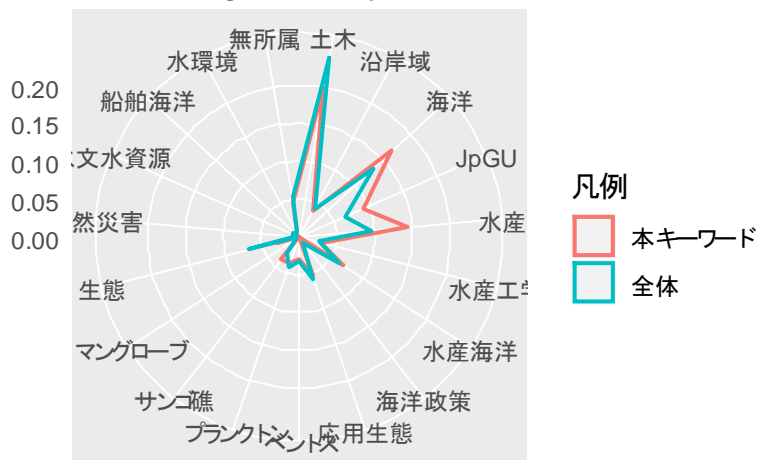 無所属
土木
水環境
沿岸域
船舶海洋
海洋
文水資源
JpGU
然災害
水産
生態
水産工学
マングローブ
水産海洋
サンゴ礁
海洋政策
プランクトン
ベントス
応用生態
0.20
0.15
0.10
0.05
0.00
凡例
本キーワード
全体